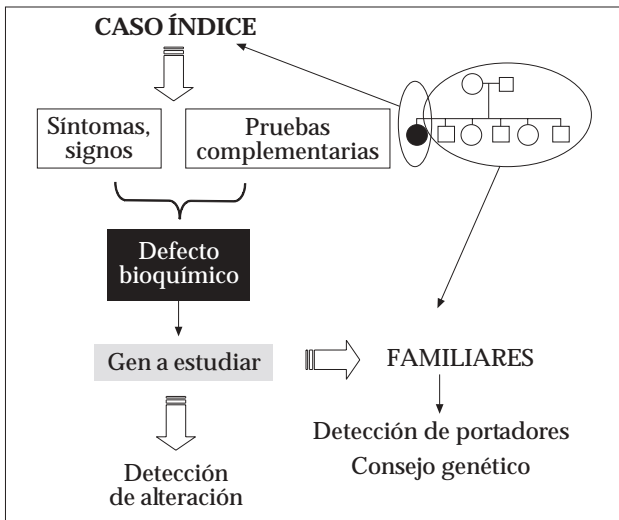 CASO ÍNDICE
Síntomas,
signos
Pruebas
complementarias
Defecto
bioquímico
Gen a estudiar
FAMILIARES
Detección
de alteración
Detección de portadores
Consejo genético